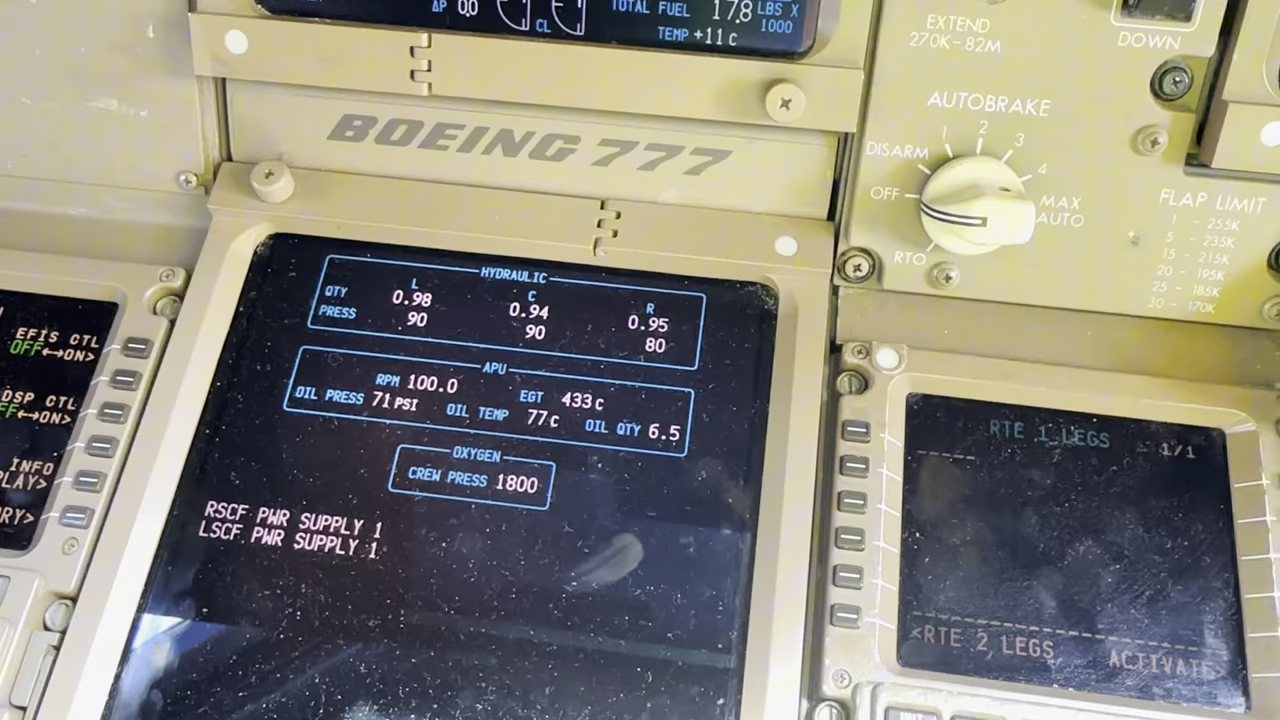 ΔP 0.0
CL
TOTAL FUEL 17.8 LBS X 1000
TEMP +11c
EXTEND
270K-82M
DOWN
BOEING 777
AUTOBRAKE
OFF
DISARM
1
2
3
4
MAX
AUTO
RTO
FLAP LIMIT
1 - 255K
5 - 235K
15 - 215K
20 - 195K
25 - 185K
30 - 170K
EFIS CTL
OFF↔ON>
DSP CTL
↔ON>
INFO
HYDRAULIC
L C R
QTY 0.98 0.94 0.95
PRESS 90 90 80
APU
RPM 100.0 EGT 433c
OIL PRESS 71 PSI OIL TEMP 77c OIL QTY 6.5
OXYGEN
CREW PRESS 1800
RSCF PWR SUPPLY 1
LSCF PWR SUPPLY 1
RTE 1 LEGS 1/1
-----
<RTE 2 LEGS ACTIVATE>